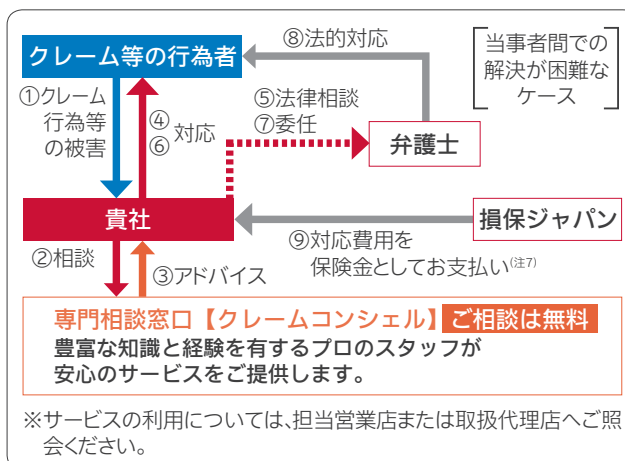 ⑧法的対応
クレーム等の行為者
当事者間での
解決が困難な
ケース
①クレーム
行為等
の被害
④
⑥
対応
⑤法律相談
⑦委任
弁護士
貴社
損保ジャパン
②相談
③アドバイス
⑨対応費用を
保険金としてお支払い(注7)
専門相談窓口【クレームコンシェル】 ご相談は無料
豊富な知識と経験を有するプロのスタッフが
安心のサービスをご提供します。
※サービスの利用については、担当営業店または取扱代理店へご照
会ください。